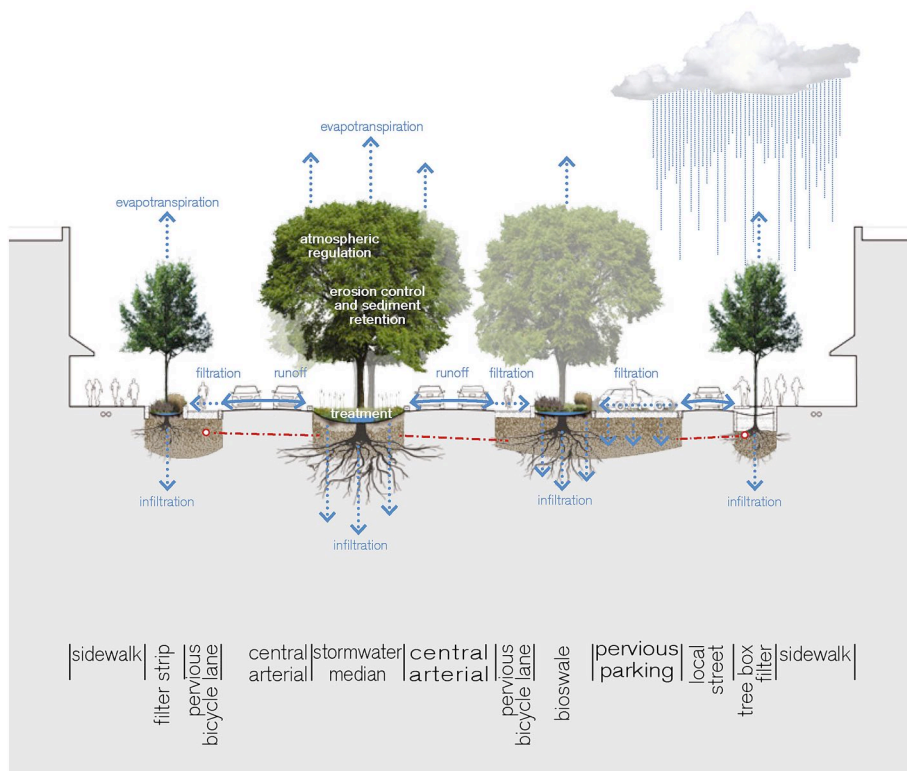 evapotranspiration
evapotranspiration
atmospheric
regulation
erosion control
and sediment
retention
filtration
runoff
runoff
filtration
filtration
treatment
infiltration
infiltration
infiltration
infiltration
sidewalk
filter strip
pervious
bicycle lane
central
arterial
stormwater
median
central
arterial
pervious
bicycle lane
bioswale
pervious
parking
local
street
tree box
filter
sidewalk